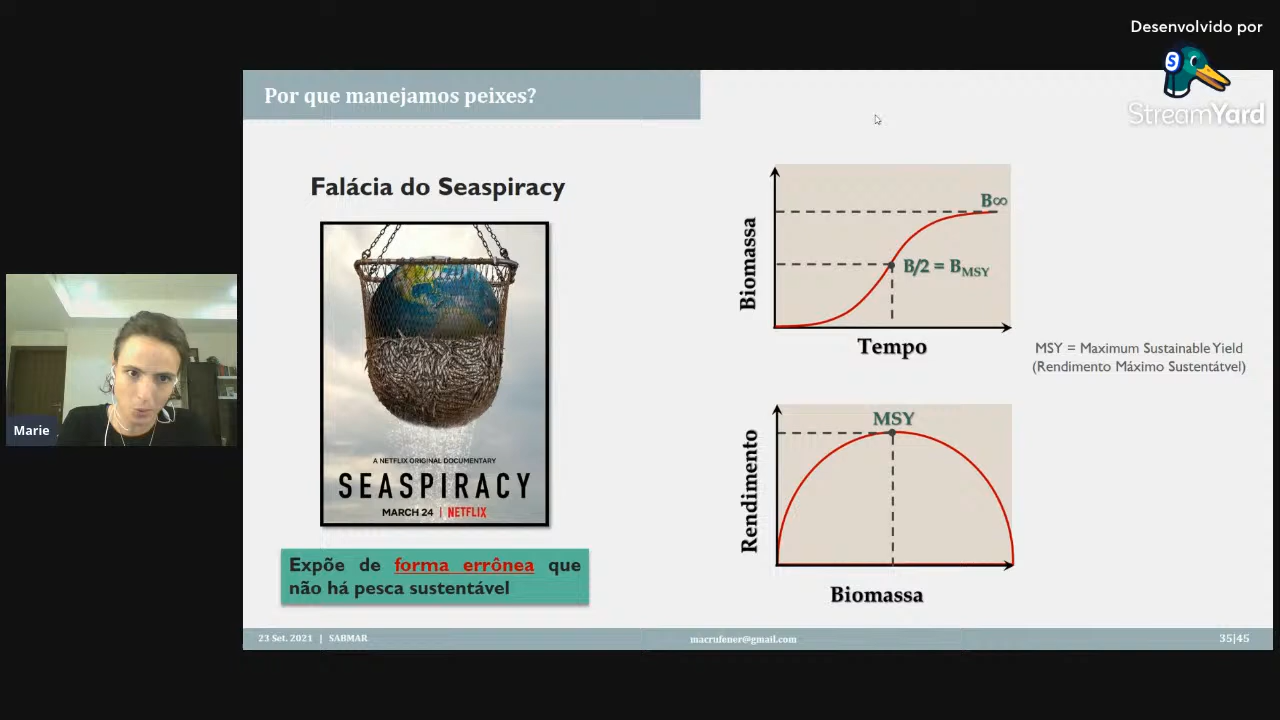 Desenvolvido por
StreamYard
Por que manejamos peixes?
Falácia do Seaspiracy
A NETFLIX ORIGINAL DOCUMENTARY
SEASPIRACY
MARCH 24 | NETFLIX
Expõe de forma errônea que
não há pesca sustentável
Biomassa
B∞
B/2 = BMSY
Tempo
MSY = Maximum Sustainable Yield
(Rendimento Máximo Sustentátvel)
Rendimento
MSY
Biomassa
Marie
23 Set. 2021 | SABMAR
macrufener@gmail.com
35|45